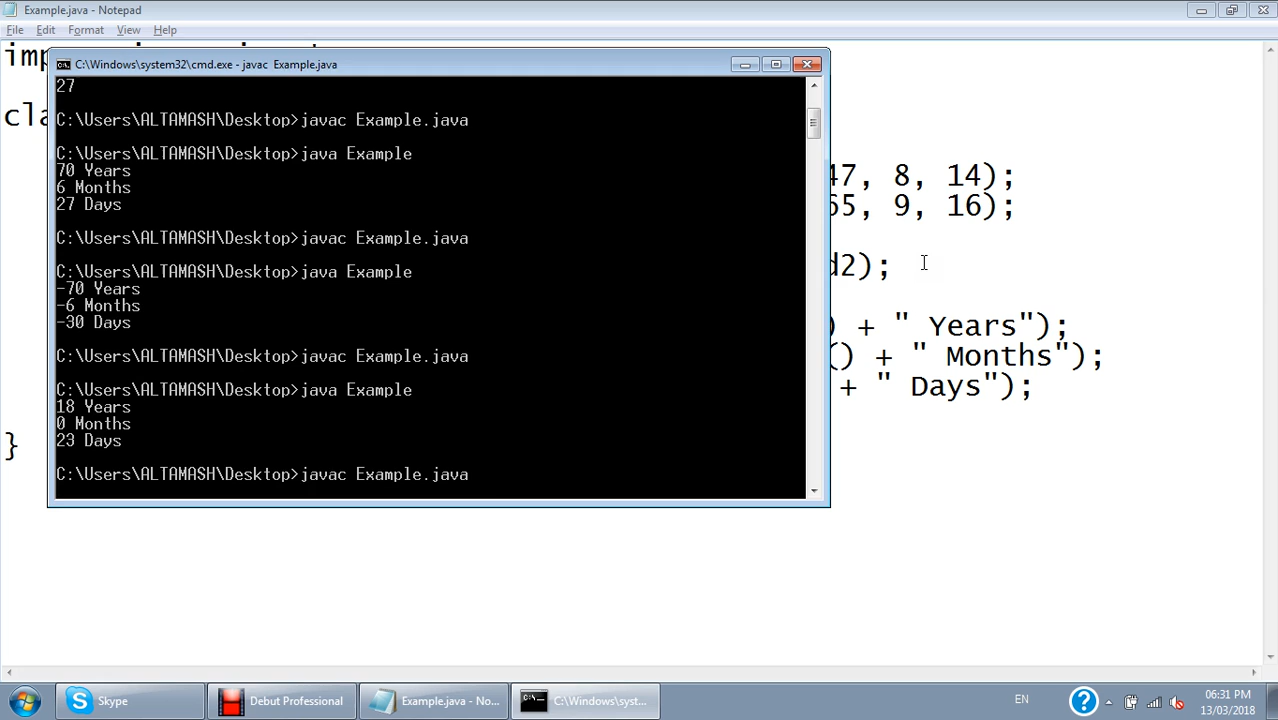 Example.java - Notepad
File Edit Format View Help
C:\Windows\system32\cmd.exe - javac Example.java
27
C:\Users\ALTAMASH\Desktop>javac Example.java
C:\Users\ALTAMASH\Desktop>java Example
70 Years
6 Months
27 Days
C:\Users\ALTAMASH\Desktop>javac Example.java
C:\Users\ALTAMASH\Desktop>java Example
-70 Years
-6 Months
-30 Days
C:\Users\ALTAMASH\Desktop>javac Example.java
C:\Users\ALTAMASH\Desktop>java Example
18 Years
0 Months
23 Days
C:\Users\ALTAMASH\Desktop>javac Example.java
47, 8, 14);
65, 9, 16);
d2);
) + " Years");
() + " Months");
+ " Days");
}
Skype Debut Professional Example.java - No... C:\Windows\syst... EN 06:31 PM
13/03/2018